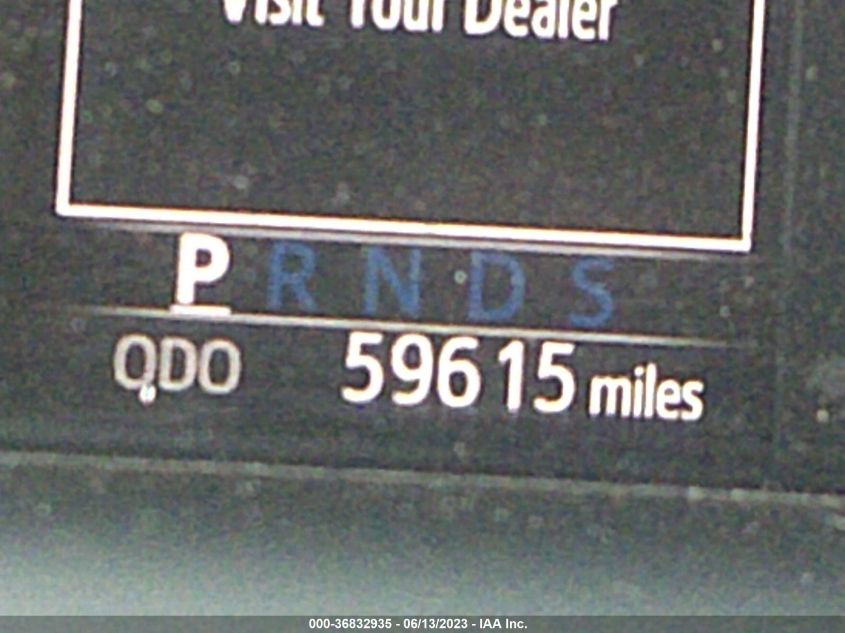 Visit Your Dealer
P R N D S
ODO 59615 miles
000-36832935 - 06/13/2023 - IAA Inc.